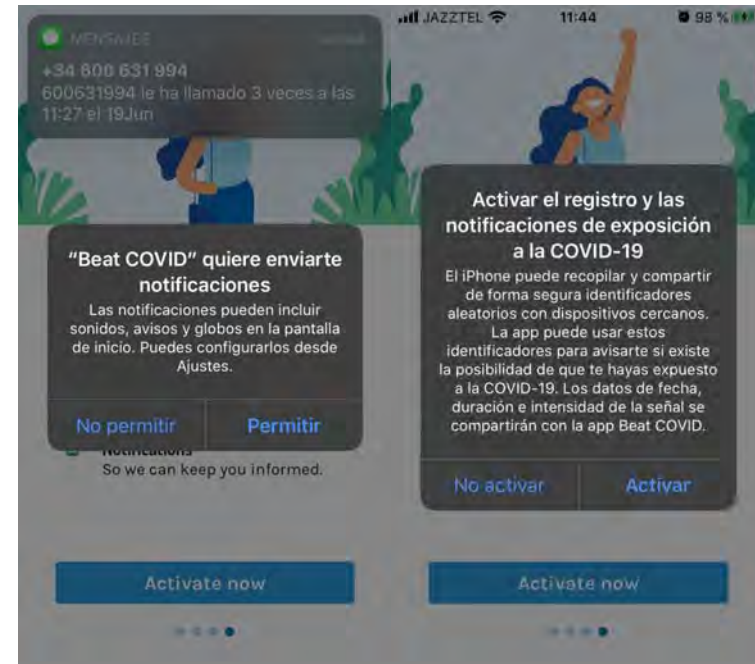 MENSAJES
+34 600 631 994
600631994 le ha llamado 3 veces a las
11:27 el 19Jun
“Beat COVID” quiere enviarte
notificaciones
Las notificaciones pueden incluir
sonidos, avisos y globos en la pantalla
de inicio. Puedes configurarlos desde
Ajustes.
No permitir
Permitir
Notifications
So we can keep you informed.
Activate now
JAZZTEL
11:44
98 %
Activar el registro y las
notificaciones de exposición
a la COVID-19
El iPhone puede recopilar y compartir
de forma segura identificadores
aleatorios con dispositivos cercanos.
La app puede usar estos
identificadores para avisarte si existe
la posibilidad de que te hayas expuesto
a la COVID-19. Los datos de fecha,
duración e intensidad de la señal se
compartirán con la app Beat COVID.
No activar
Activar
Activate now